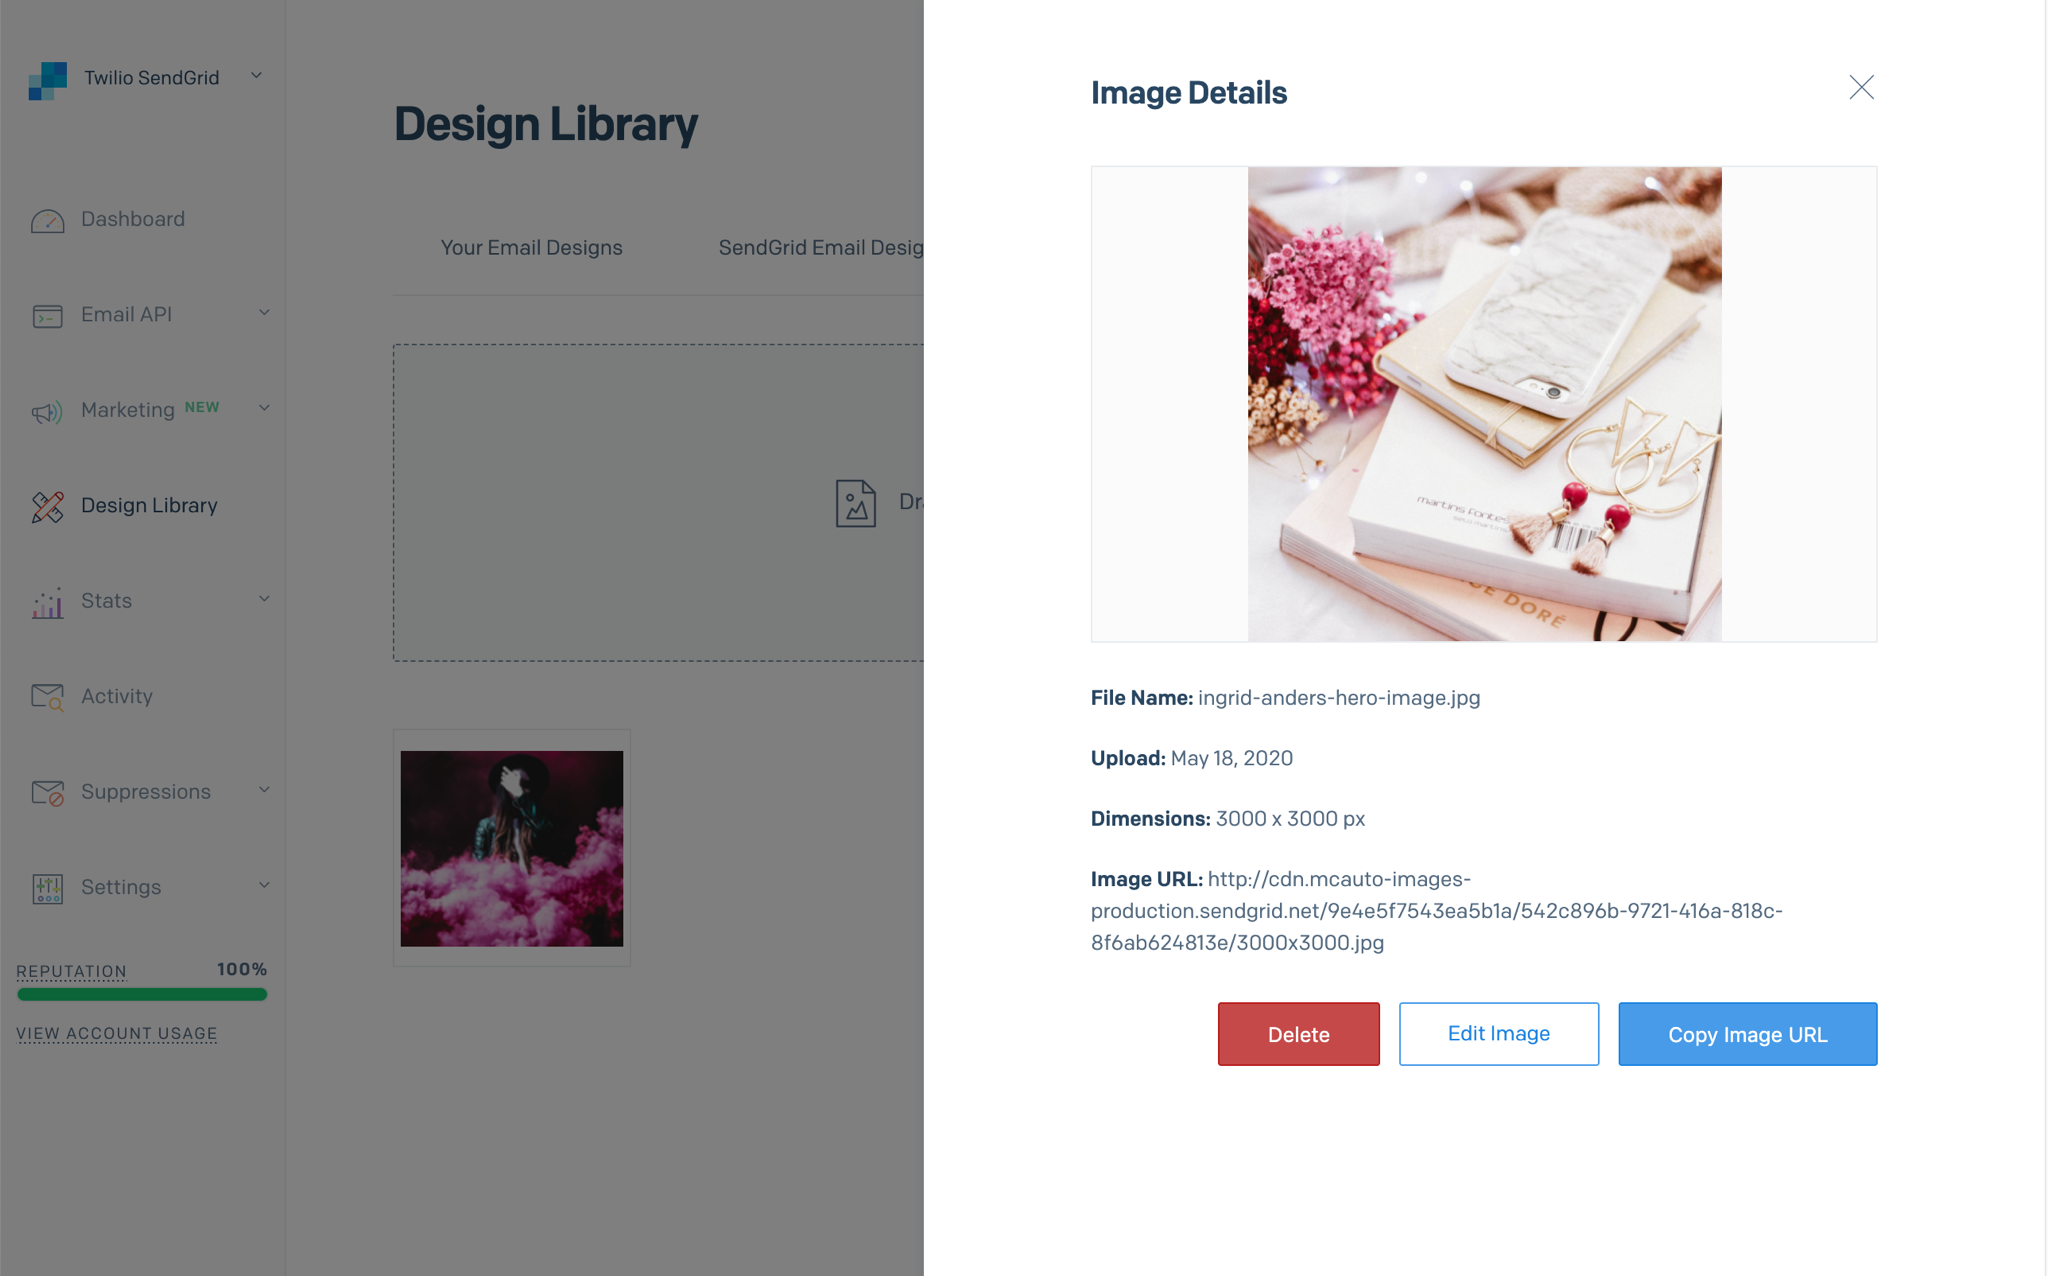 Twilio SendGrid
Dashboard
Email API
Marketing NEW
Design Library
Stats
Activity
Suppressions
Settings
REPUTATION 100%
VIEW ACCOUNT USAGE
Design Library
Your Email Designs
SendGrid Email Desig
Dr
Image Details
martins fontes
DORÉ
File Name: ingrid-anders-hero-image.jpg
Upload: May 18, 2020
Dimensions: 3000 x 3000 px
Image URL: http://cdn.mcauto-images-
production.sendgrid.net/9e4e5f7543ea5b1a/542c896b-9721-416a-818c-
8f6ab624813e/3000x3000.jpg
Delete
Edit Image
Copy Image URL